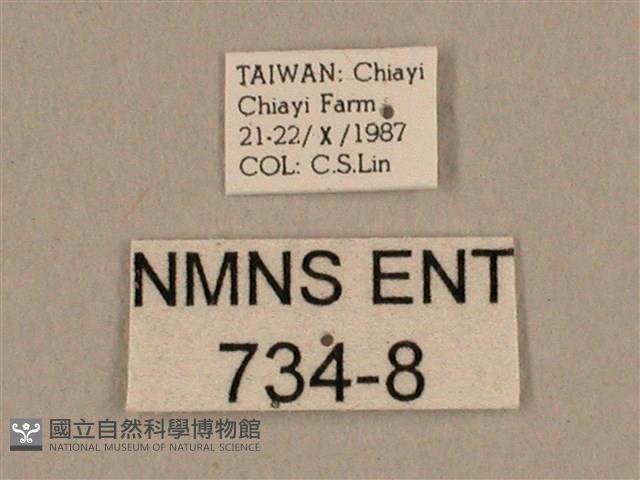 TAIWAN: Chiayi
Chiayi Farm
21-22/X/1987
COL: C.S.Lin
NMNS ENT
734-8
國立自然科學博物館
NATIONAL MUSEUM OF NATURAL SCIENCE